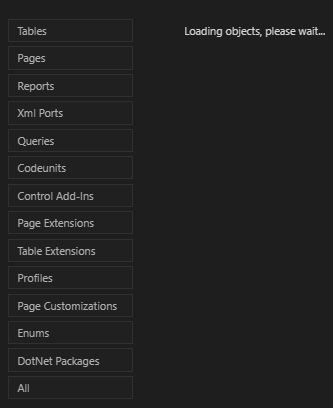 Tables
Loading objects, please wait...
Pages
Reports
Xml Ports
Queries
Codeunits
Control Add-Ins
Page Extensions
Table Extensions
Profiles
Page Customizations
Enums
DotNet Packages
All